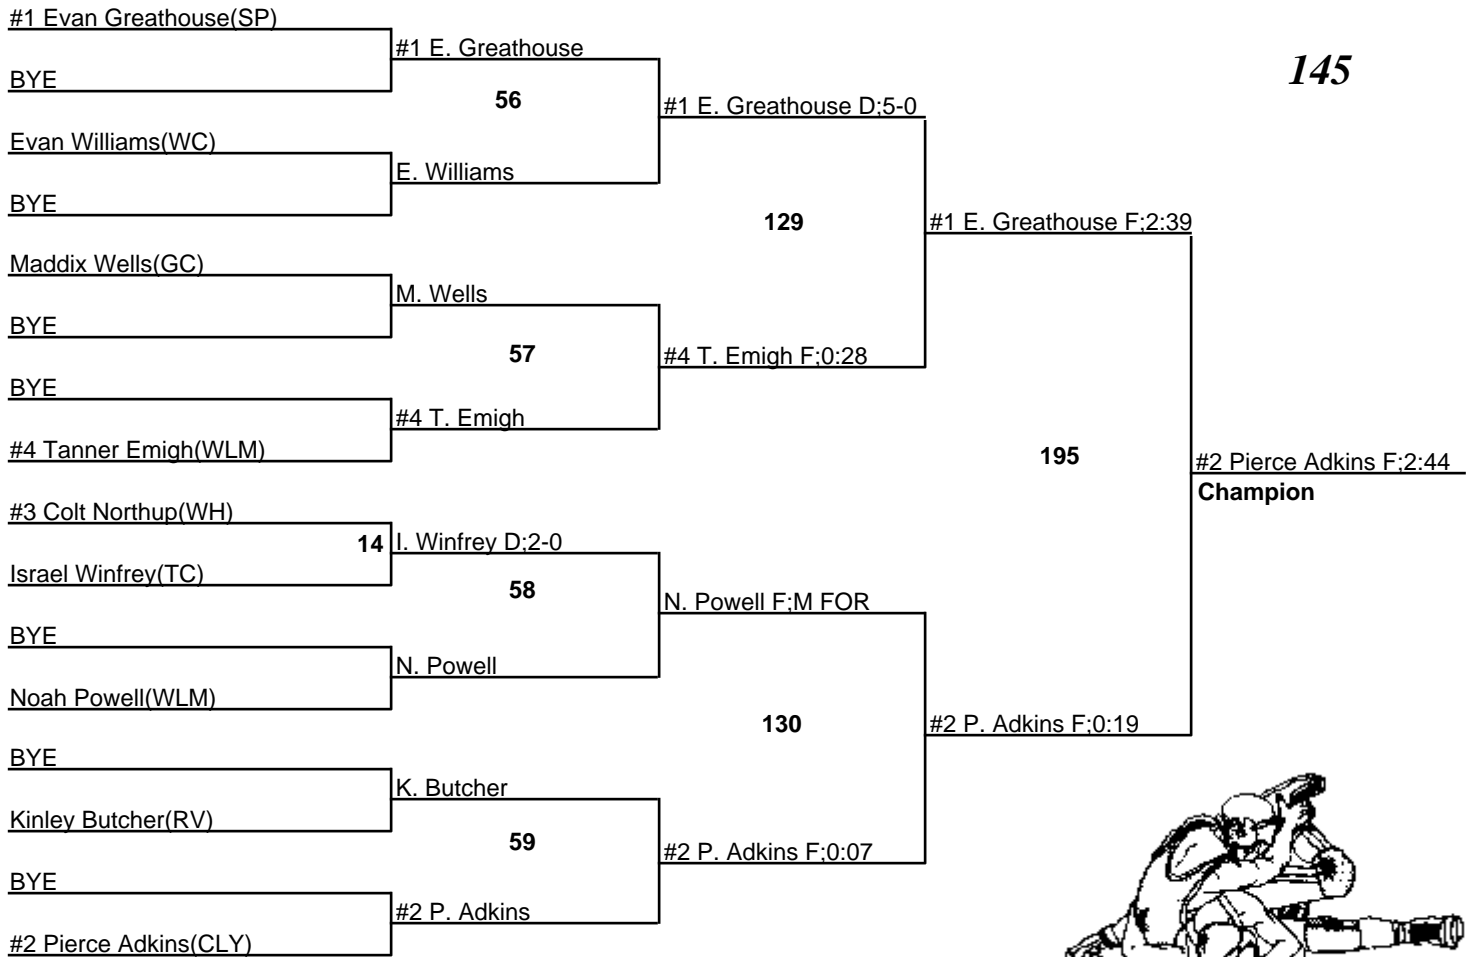 #1 Evan Greathouse(SP)
#1 E. Greathouse
145
BYE
56
#1 E. Greathouse D;5-0
Evan Williams(WC)
E. Williams
BYE
129
#1 E. Greathouse F;2:39
Maddix Wells(GC)
M. Wells
BYE
57
#4 T. Emigh F;0:28
BYE
#4 T. Emigh
#4 Tanner Emigh(WLM)
195
#2 Pierce Adkins F;2:44
Champion
#3 Colt Northup(WH)
14
I. Winfrey D;2-0
Israel Winfrey(TC)
58
N. Powell F;M FOR
BYE
N. Powell
Noah Powell(WLM)
130
#2 P. Adkins F;0:19
BYE
K. Butcher
Kinley Butcher(RV)
59
#2 P. Adkins F;0:07
BYE
#2 P. Adkins
#2 Pierce Adkins(CLY)